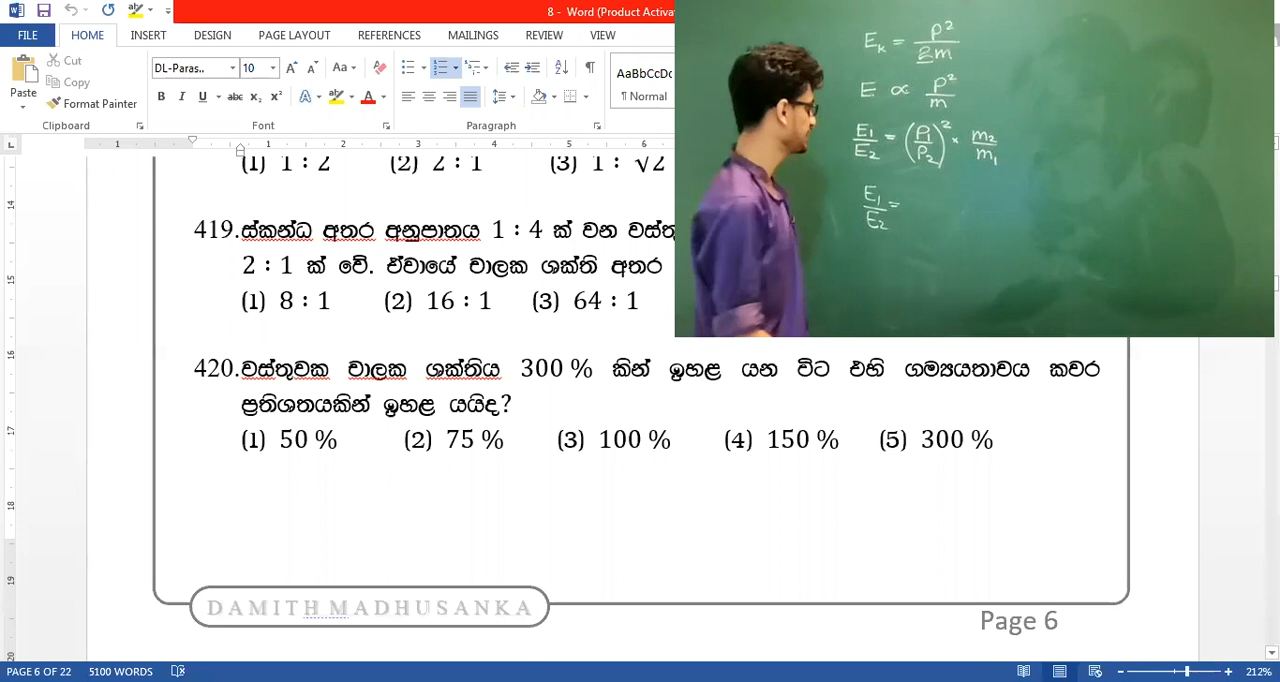 8 - Word (Product Activa
FILE HOME INSERT DESIGN PAGE LAYOUT REFERENCES MAILINGS REVIEW VIEW
Cut
Copy
Paste
Format Painter
DL-Paras.. 10
AaBbCcDc
¶ Normal
Clipboard Font Paragraph
(1) 1 : 2 (2) 2 : 1 (3) 1 : √2
419. ස්කන්ධ අතර අනුපාතය 1 : 4 ක් වන වස්තු
2 : 1 ක් වේ. ඒවායේ චාලක ශක්ති අතර
(1) 8 : 1 (2) 16 : 1 (3) 64 : 1
420. වස්තුවක චාලක ශක්තිය 300 % කින් ඉහළ යන විට එහි ගම්‍යයතාවය කවර
ප්‍රතිශතයකින් ඉහළ යයිද?
(1) 50 % (2) 75 % (3) 100 % (4) 150 % (5) 300 %
DAMITH MADHUSANKA
Page 6
E_k = P²/2m
E ∝ P²/m
E₁/E₂ = (P₁/P₂)² × m₂/m₁
E₁/E₂ =
PAGE 6 OF 22 5100 WORDS 212%